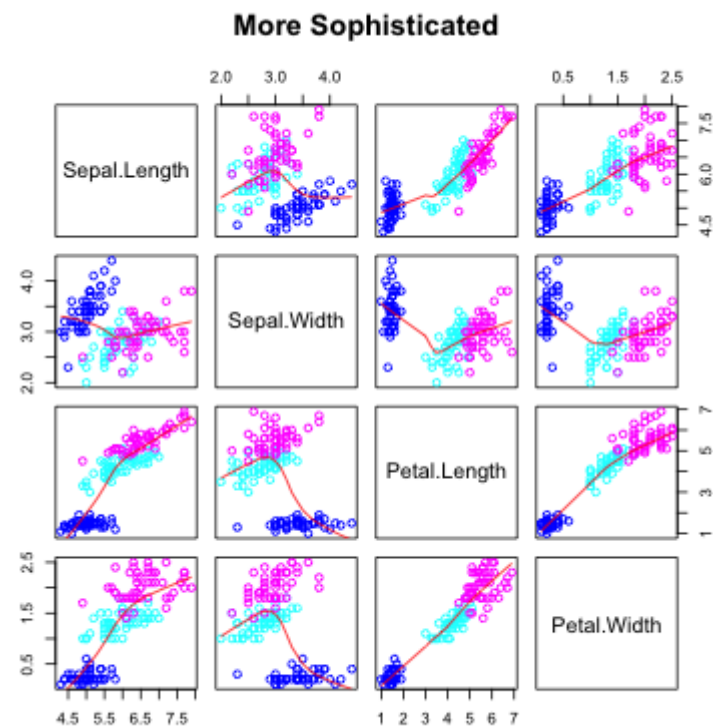 More Sophisticated
2.0 3.0 4.0
0.5 1.5 2.5
Sepal.Length
4.5 6.0 7.5
2.0 3.0 4.0
Sepal.Width
Petal.Length
1 3 5 7
0.5 1.5 2.5
Petal.Width
4.5 5.5 6.5 7.5
1 2 3 4 5 6 7